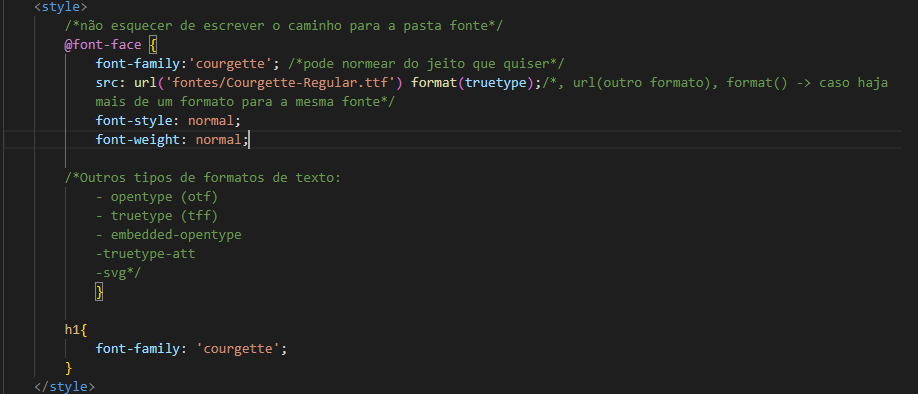 <style>
/*não esquecer de escrever o caminho para a pasta fonte*/
@font-face {
font-family:'courgette'; /*pode normear do jeito que quiser*/
src: url('fontes/Courgette-Regular.ttf') format(truetype);/*, url(outro formato), format() -> caso haja
mais de um formato para a mesma fonte*/
font-style: normal;
font-weight: normal;
/*Outros tipos de formatos de texto:
- opentype (otf)
- truetype (tff)
- embedded-opentype
-truetype-att
-svg*/
}
h1{
font-family: 'courgette';
}
</style>